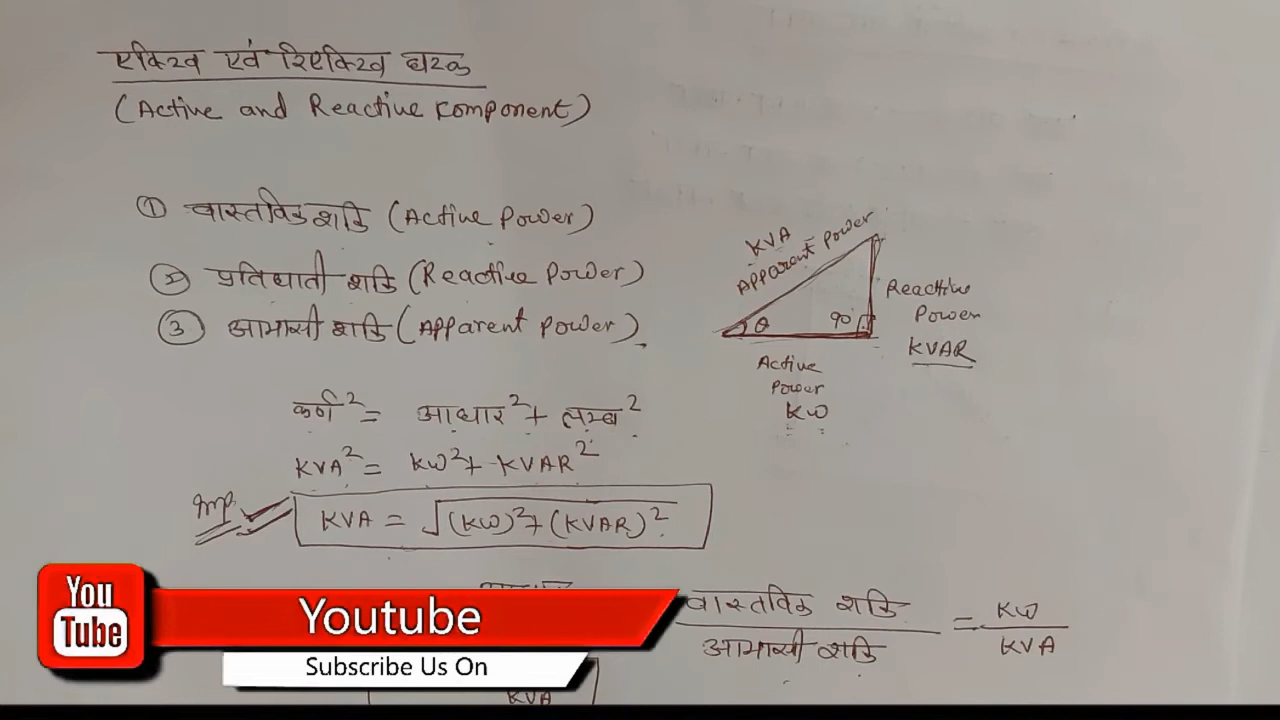 एक्टिव एवं रिएक्टिव घटक
(Active and Reactive Component)
① वास्तविक शक्ति (Active Power)
② प्रतिघाती शक्ति (Reactive Power)
③ आभासी शक्ति (Apparent Power)
KVA
Apparent Power
θ
90°
Reactive
Power
KVAR
Active
Power
KW
कर्ण² = आधार² + लम्ब²
KVA² = KW² + KVAR²
Imp.
KVA = √(KW)² + (KVAR)²
वास्तविक शक्ति
आभासी शक्ति
= KW
KVA
KVA
You
Tube
Youtube
Subscribe Us On